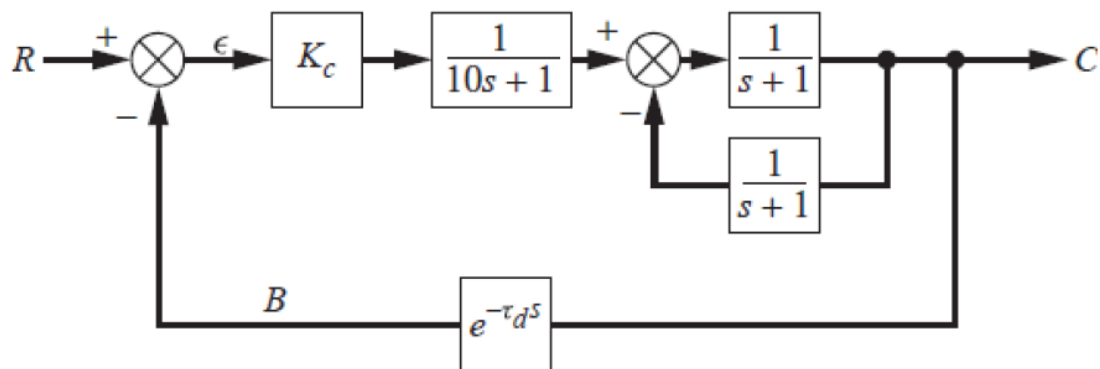 R + − ϵ K_c 1/(10s + 1) + − 1/(s + 1) C
1/(s + 1)
B e^{−τ_d s}